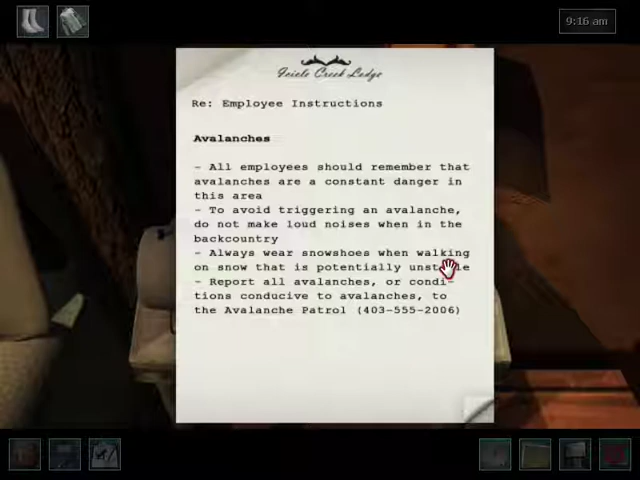 9:16 am
Icicle Creek Lodge
Re: Employee Instructions
Avalanches
- All employees should remember that
avalanches are a constant danger in
this area
- To avoid triggering an avalanche,
do not make loud noises when in the
backcountry
- Always wear snowshoes when walking
on snow that is potentially
- Report all avalanches, or condi-
tions conducive to avalanches, to
the Avalanche Patrol (403-555-2006)